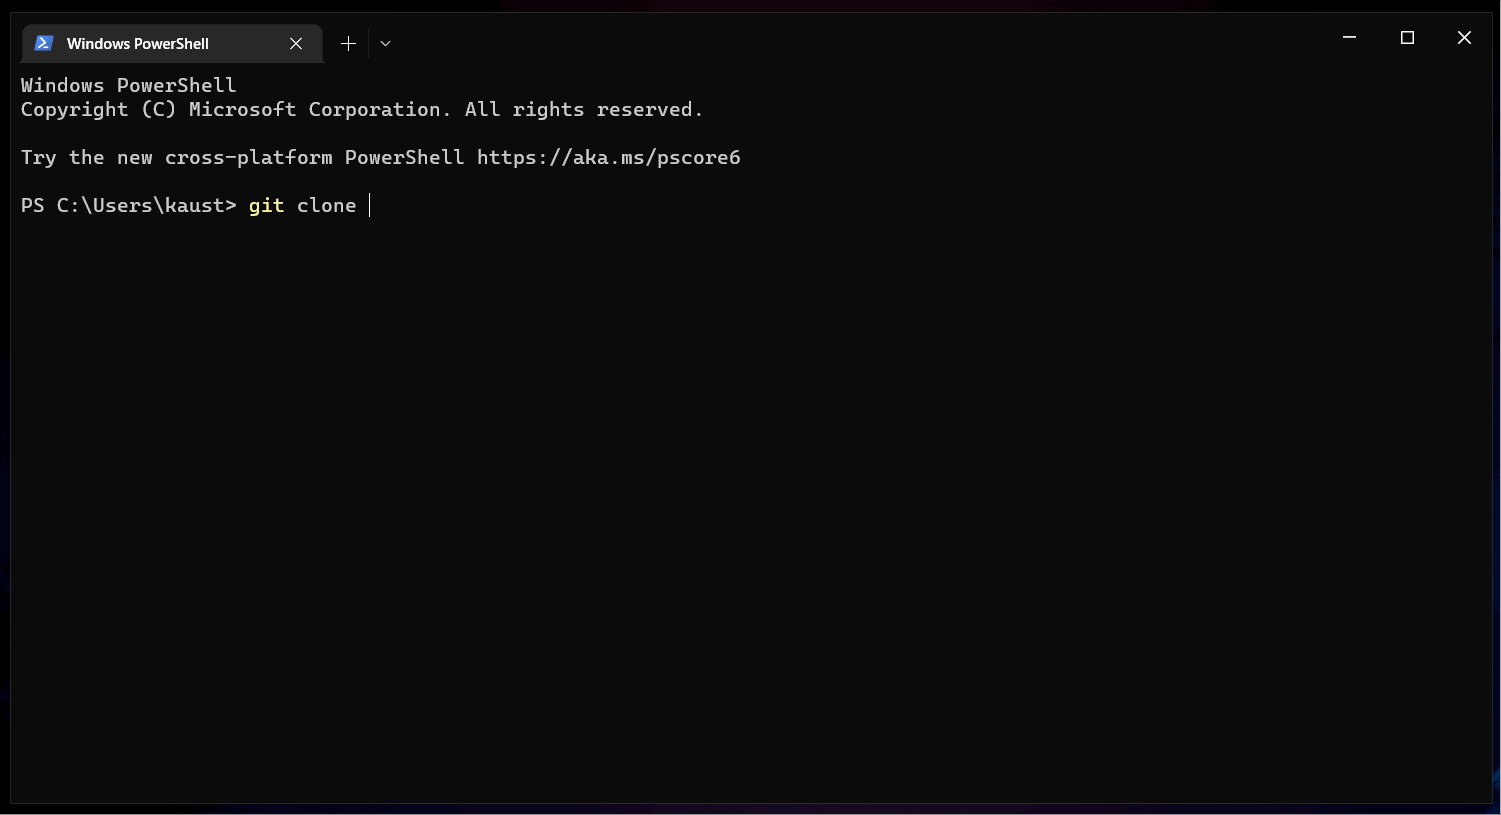 Windows PowerShell
Windows PowerShell
Copyright (C) Microsoft Corporation. All rights reserved.
Try the new cross-platform PowerShell https://aka.ms/pscore6
PS C:\Users\kaust> git clone